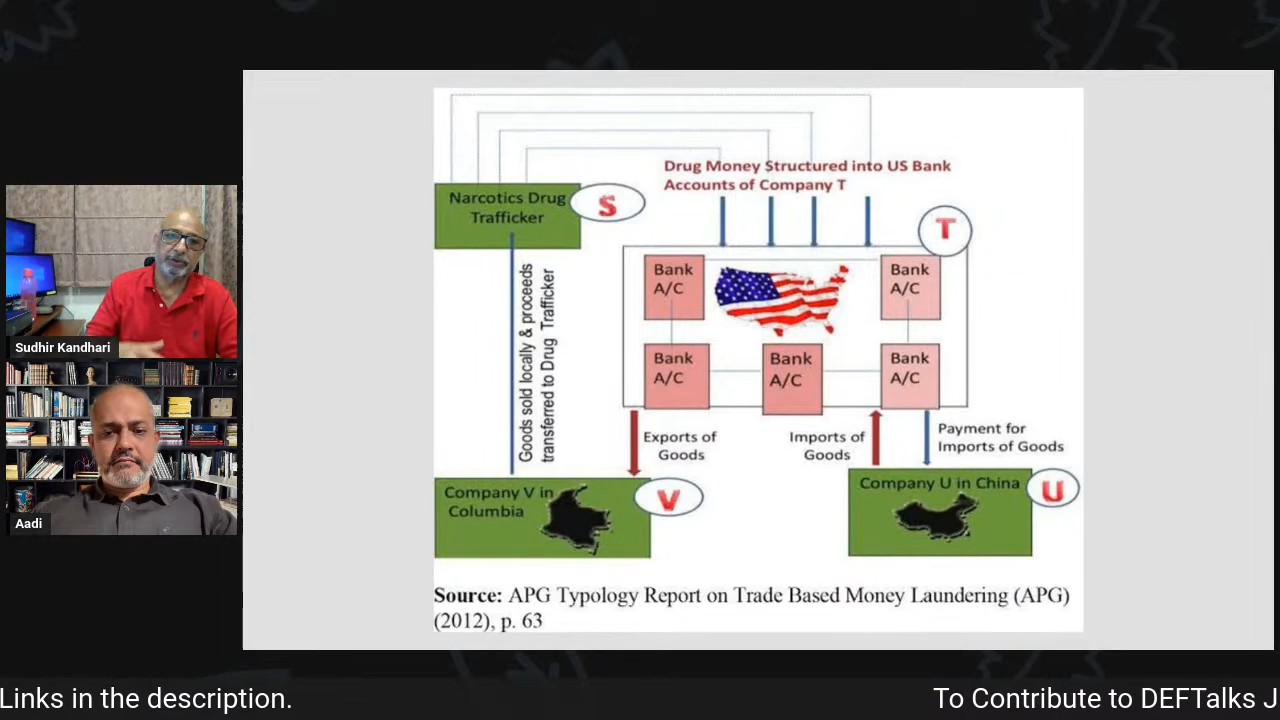 Drug Money Structured into US Bank
Accounts of Company T
Narcotics Drug
Trafficker
S
T
Bank
A/C
Bank
A/C
Goods sold locally & proceeds
transferred to Drug Trafficker
Bank
A/C
Bank
A/C
Bank
A/C
Sudhir Kandhari
Exports of
Goods
Imports of
Goods
Payment for
Imports of Goods
Company V in
Columbia
V
Company U in China
U
Aadi
Source: APG Typology Report on Trade Based Money Laundering (APG)
(2012), p. 63
Links in the description.
To Contribute to DEFTalks J